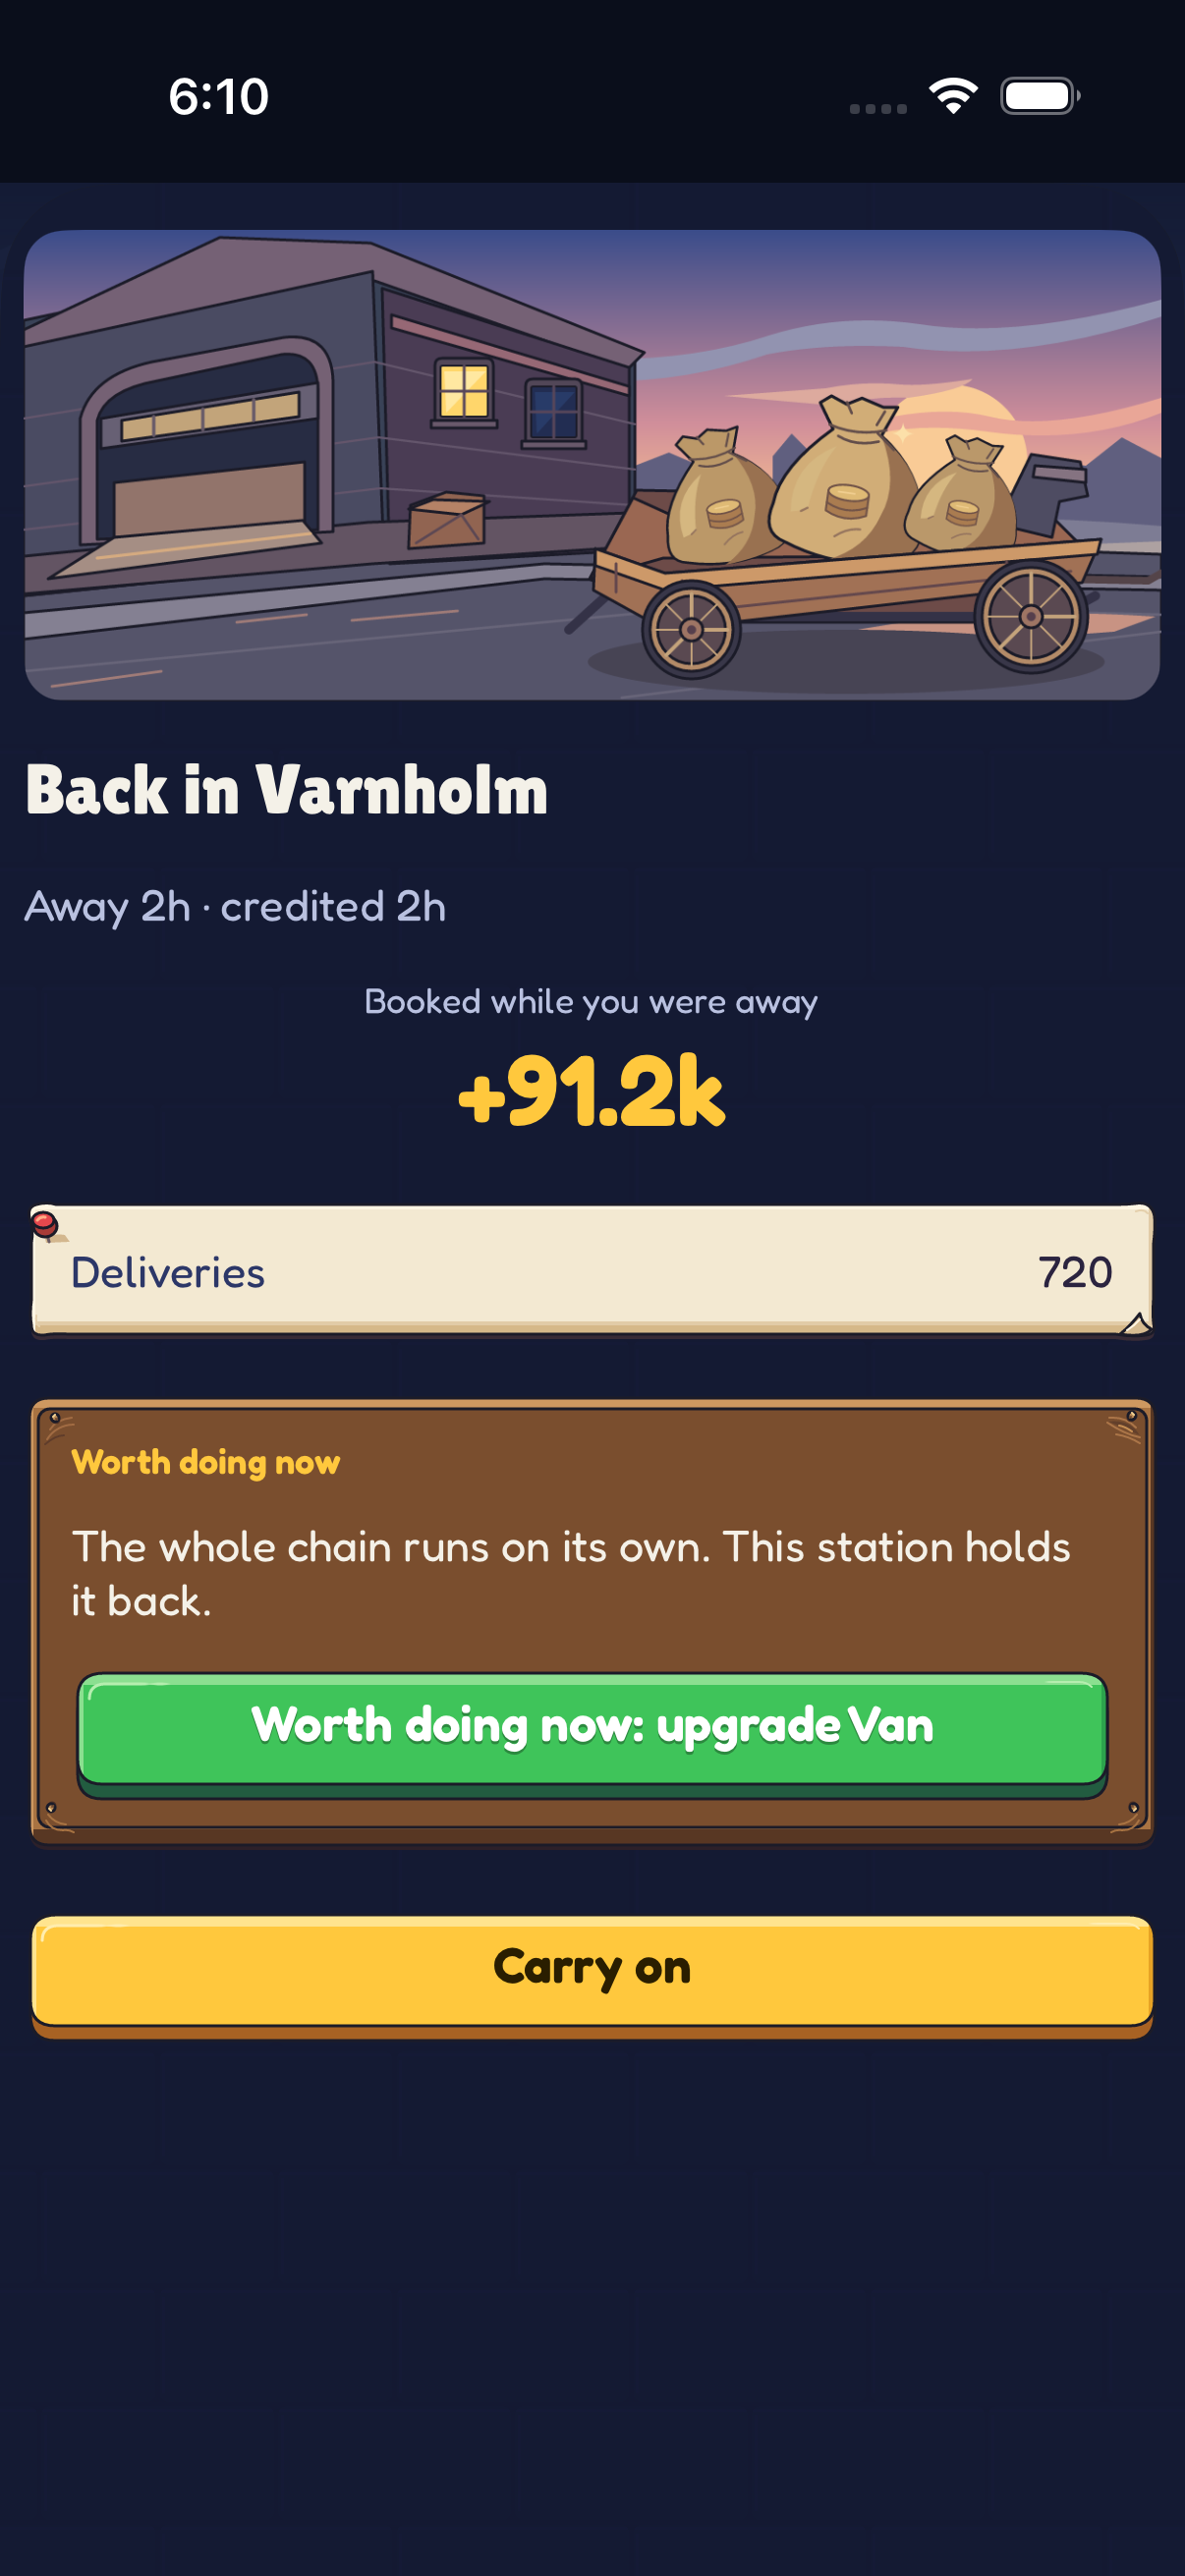 6:10
Back in Varnholm
Away 2h · credited 2h
Booked while you were away
+91.2k
Deliveries 720
Worth doing now
The whole chain runs on its own. This station holds
it back.
Worth doing now: upgrade Van
Carry on